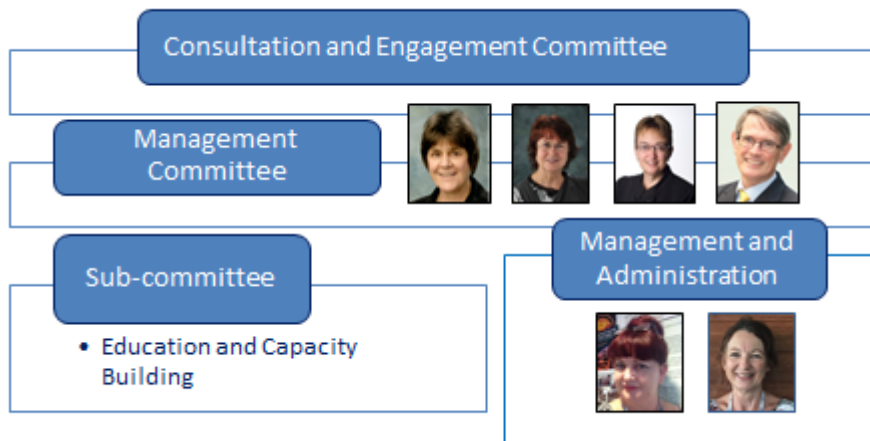 Consultation and Engagement Committee
Management
Committee
Management and
Administration
Sub-committee
• Education and Capacity
Building